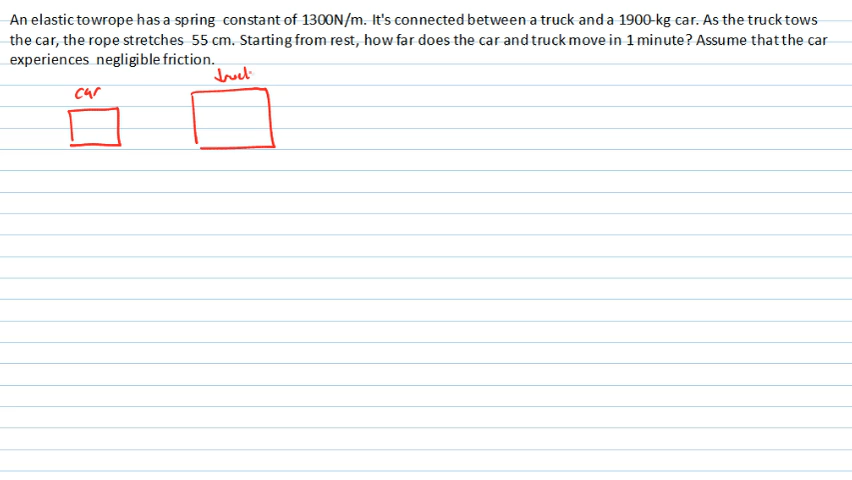 An elastic towrope has a spring constant of 1300N/m. It's connected between a truck and a 1900-kg car. As the truck tows
the car, the rope stretches 55 cm. Starting from rest, how far does the car and truck move in 1 minute? Assume that the car
experiences negligible friction.
truck
car